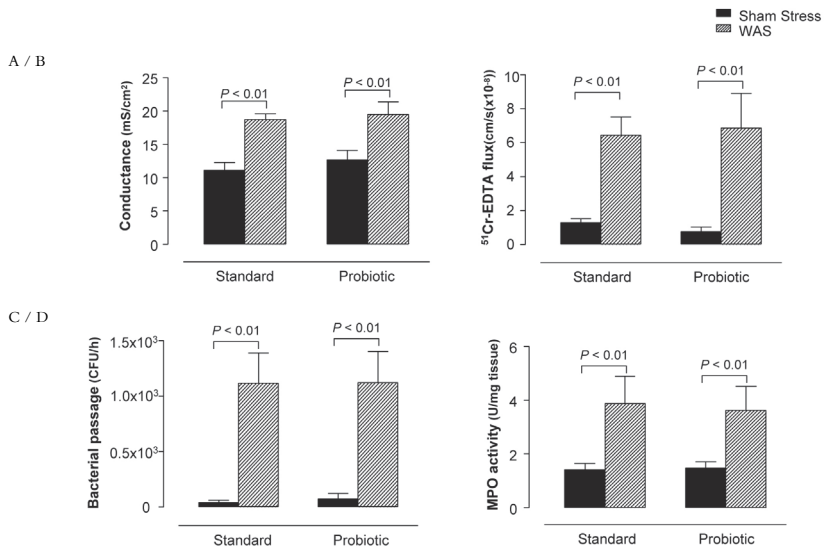 Sham Stress
WAS
A / B
Conductance (mS/cm²)
25
20
15
10
5
0
P < 0.01
P < 0.01
Standard
Probiotic
⁵¹Cr-EDTA flux(cm/s(x10⁻⁸))
10
8
6
4
2
0
P < 0.01
P < 0.01
Standard
Probiotic
C / D
Bacterial passage (CFU/h)
1.5x10³
1.0x10³
0.5x10³
0
P < 0.01
P < 0.01
Standard
Probiotic
MPO activity (U/mg tissue)
6
4
2
0
P < 0.01
P < 0.01
Standard
Probiotic